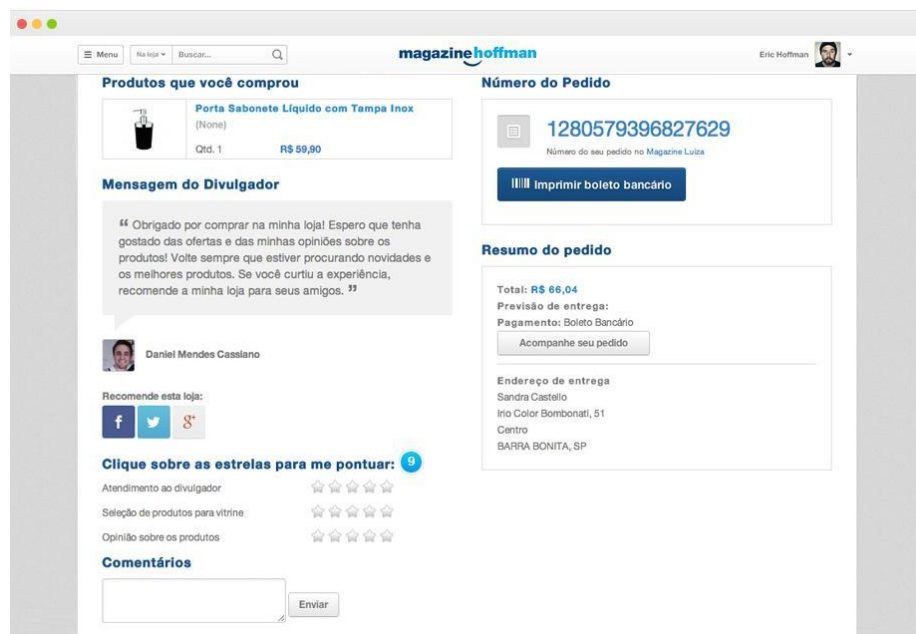 Menu
Na loja
Buscar...
magazinehoffman
Eric Hoffman
Produtos que você comprou
Porta Sabonete Líquido com Tampa Inox
(None)
Qtd. 1 R$ 59,90
Mensagem do Divulgador
“ Obrigado por comprar na minha loja! Espero que tenha
gostado das ofertas e das minhas opiniões sobre os
produtos! Volte sempre que estiver procurando novidades e
os melhores produtos. Se você curtiu a experiência,
recomende a minha loja para seus amigos. ”
Daniel Mendes Cassiano
Recomende esta loja:
f
8+
Clique sobre as estrelas para me pontuar: 9
Atendimento ao divulgador
Seleção de produtos para vitrine
Opinião sobre os produtos
Comentários
Enviar
Número do Pedido
1280579396827629
Número do seu pedido no Magazine Luiza
Imprimir boleto bancário
Resumo do pedido
Total: R$ 66,04
Previsão de entrega:
Pagamento: Boleto Bancário
Acompanhe seu pedido
Endereço de entrega
Sandra Castello
Irio Color Bombonati, 51
Centro
BARRA BONITA, SP